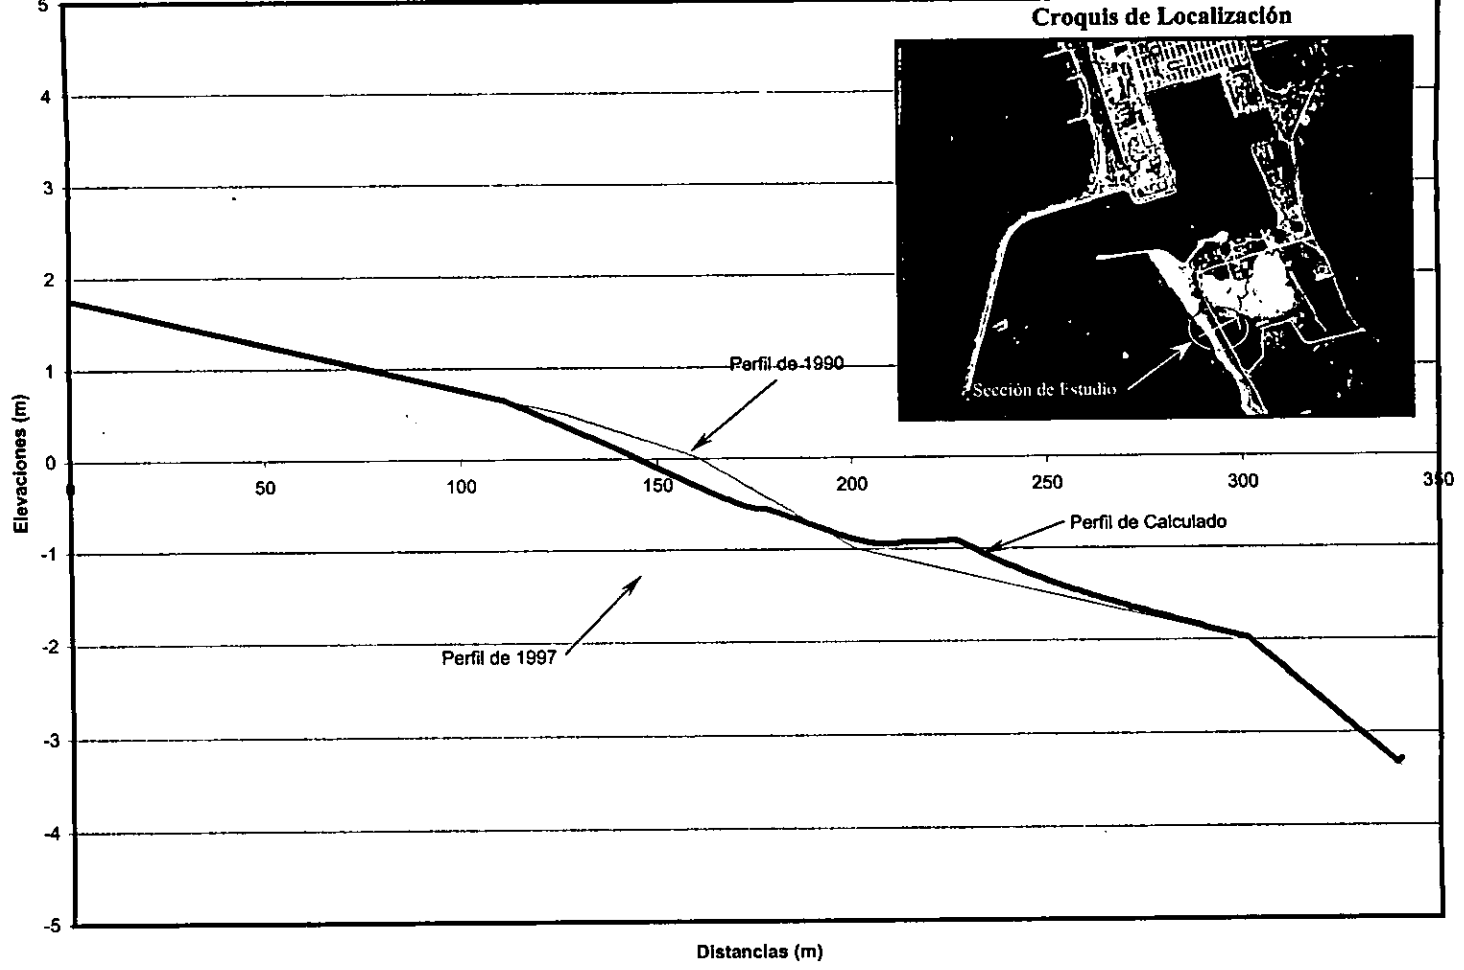 Croquis de Localización
5
4
3
2
1
0
-1
-2
-3
-4
-5
Elevaciones (m)
0
50
100
150
200
250
300
350
Distancias (m)
Perfil de 1990
Perfil de Calculado
Perfil de 1997
Sección de Estudio